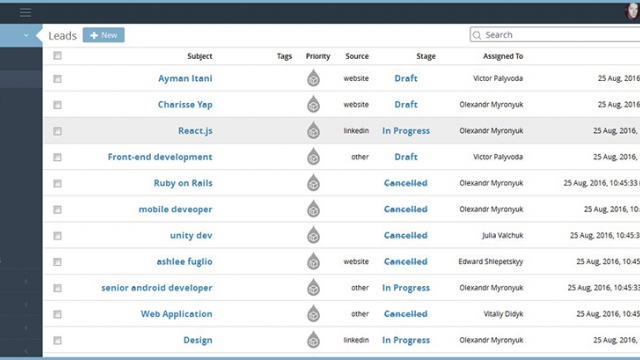 Leads + New Search
Subject Tags Priority Source Stage Assigned To
Ayman Itani website Draft Victor Palyvoda 25 Aug, 2016
Charisse Yap website Draft Olexandr Myronyuk 25 Aug, 2016
React.js linkedin In Progress Olexandr Myronyuk 25 Aug, 2016
Front-end development other Draft Victor Palyvoda 25 Aug, 2016
Ruby on Rails Cancelled Olexandr Myronyuk 25 Aug, 2016, 10:45:33
mobile deveoper Cancelled Olexandr Myronyuk 25 Aug, 2016, 10:
unity dev Cancelled Julia Valchuk 25 Aug, 2016, 10:45:3
ashlee fuglio website Cancelled Edward Shlepetskyy 25 Aug, 2016, 10:45
senior android developer other In Progress Olexandr Myronyuk 25 Aug, 2016, 10:45:33
Web Application other Cancelled Vitaliy Didyk 25 Aug, 2016, 10:45
Design linkedin In Progress Olexandr Myronyuk 25 Aug, 2016, 10:45